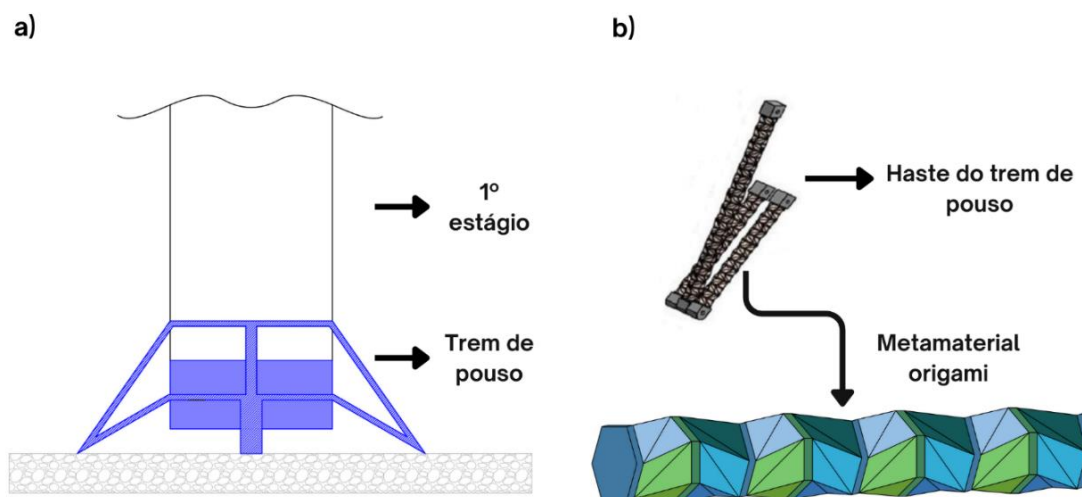 a)
1º
estágio
Trem de
pouso
b)
Haste do trem de
pouso
Metamaterial
origami